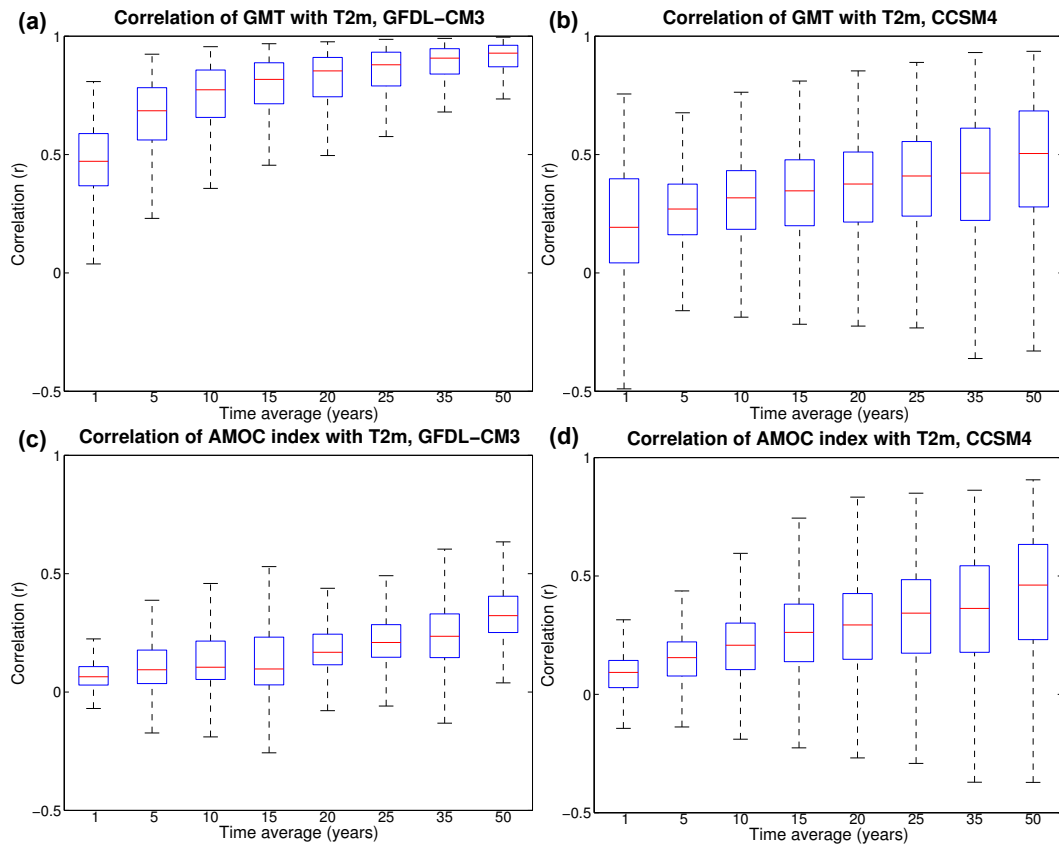 (a) Correlation of GMT with T2m, GFDL−CM3
1
0.5
0
−0.5
Correlation (r)
1 5 10 15 20 25 35 50
Time average (years)
(b) Correlation of GMT with T2m, CCSM4
1
0.5
0
−0.5
Correlation (r)
1 5 10 15 20 25 35 50
Time average (years)
(c) Correlation of AMOC index with T2m, GFDL−CM3
1
0.5
0
−0.5
Correlation (r)
1 5 10 15 20 25 35 50
Time average (years)
(d) Correlation of AMOC index with T2m, CCSM4
1
0.5
0
−0.5
Correlation (r)
1 5 10 15 20 25 35 50
Time average (years)